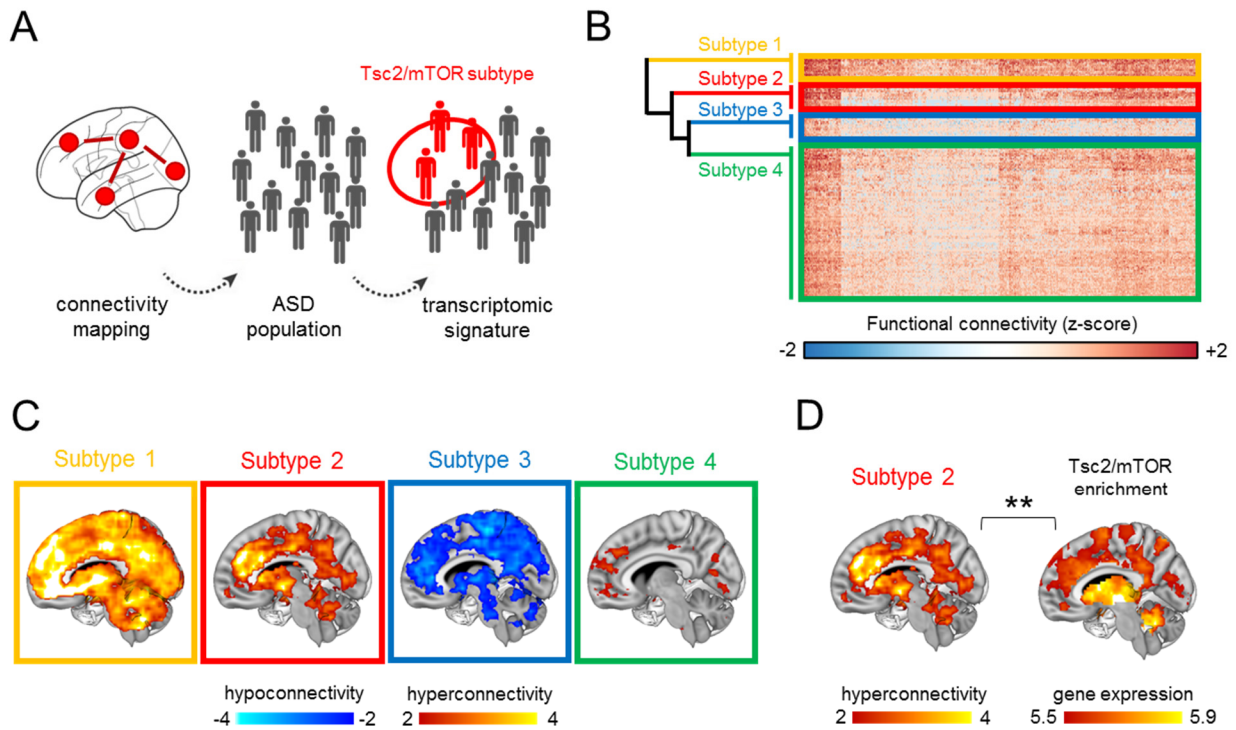 A
Tsc2/mTOR subtype
connectivity
mapping
ASD
population
transcriptomic
signature
B
Subtype 1
Subtype 2
Subtype 3
Subtype 4
Functional connectivity (z-score)
-2
+2
C
Subtype 1
Subtype 2
Subtype 3
Subtype 4
hypoconnectivity
-4
-2
hyperconnectivity
2
4
D
Subtype 2
**
Tsc2/mTOR
enrichment
hyperconnectivity
2
4
gene expression
5.5
5.9